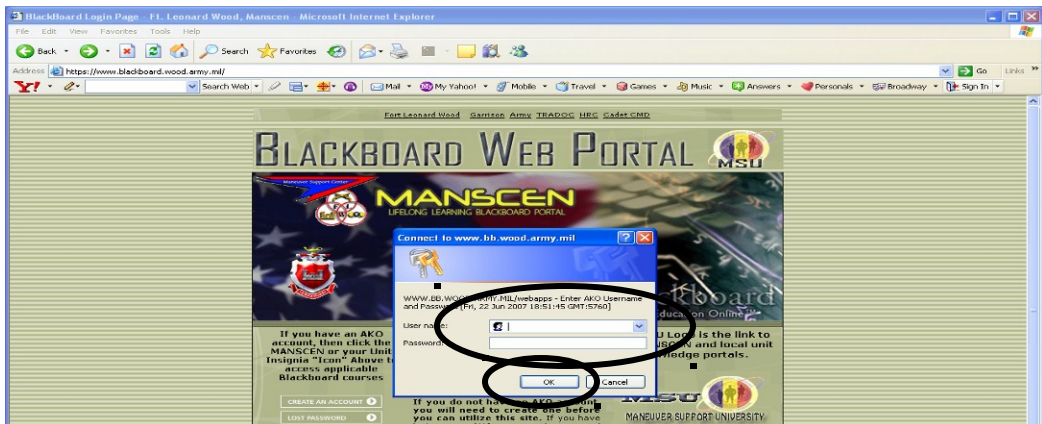 BlackBoard Login Page - Ft. Leonard Wood, Manscen - Microsoft Internet Explorer
File Edit View Favorites Tools Help
Back Search Favorites
Address https://www.blackboard.wood.army.mil/ Go Links
Y! Search Web Mail My Yahoo! Mobile Travel Games Music Answers Personals Broadway Sign In
Fort Leonard Wood Garrison Army TRADOC HRC Cadet CMD
BLACKBOARD WEB PORTAL MSU
Maneuver Support Center
MANSCEN
LIFELONG LEARNING BLACKBOARD PORTAL
Connect to www.bb.wood.army.mil
WWW.BB.WOOD.ARMY.MIL/webapps - Enter AKO Username
and Password [Fri, 22 Jun 2007 18:51:45 GMT:5760]
User name:
Password:
OK Cancel
ckboard
ducation Online
If you have an AKO
account, then click the
MANSCEN or your Unit
Insignia "Icon" Above to
access applicable
Blackboard courses
CREATE AN ACCOUNT
LOST PASSWORD
If you do not have an AKO account
you will need to create one before
you can utilize this site. If you have
U Logo is the link to
NSCEN and local unit
wledge portals.
MSU
MANEUVER SUPPORT UNIVERSITY